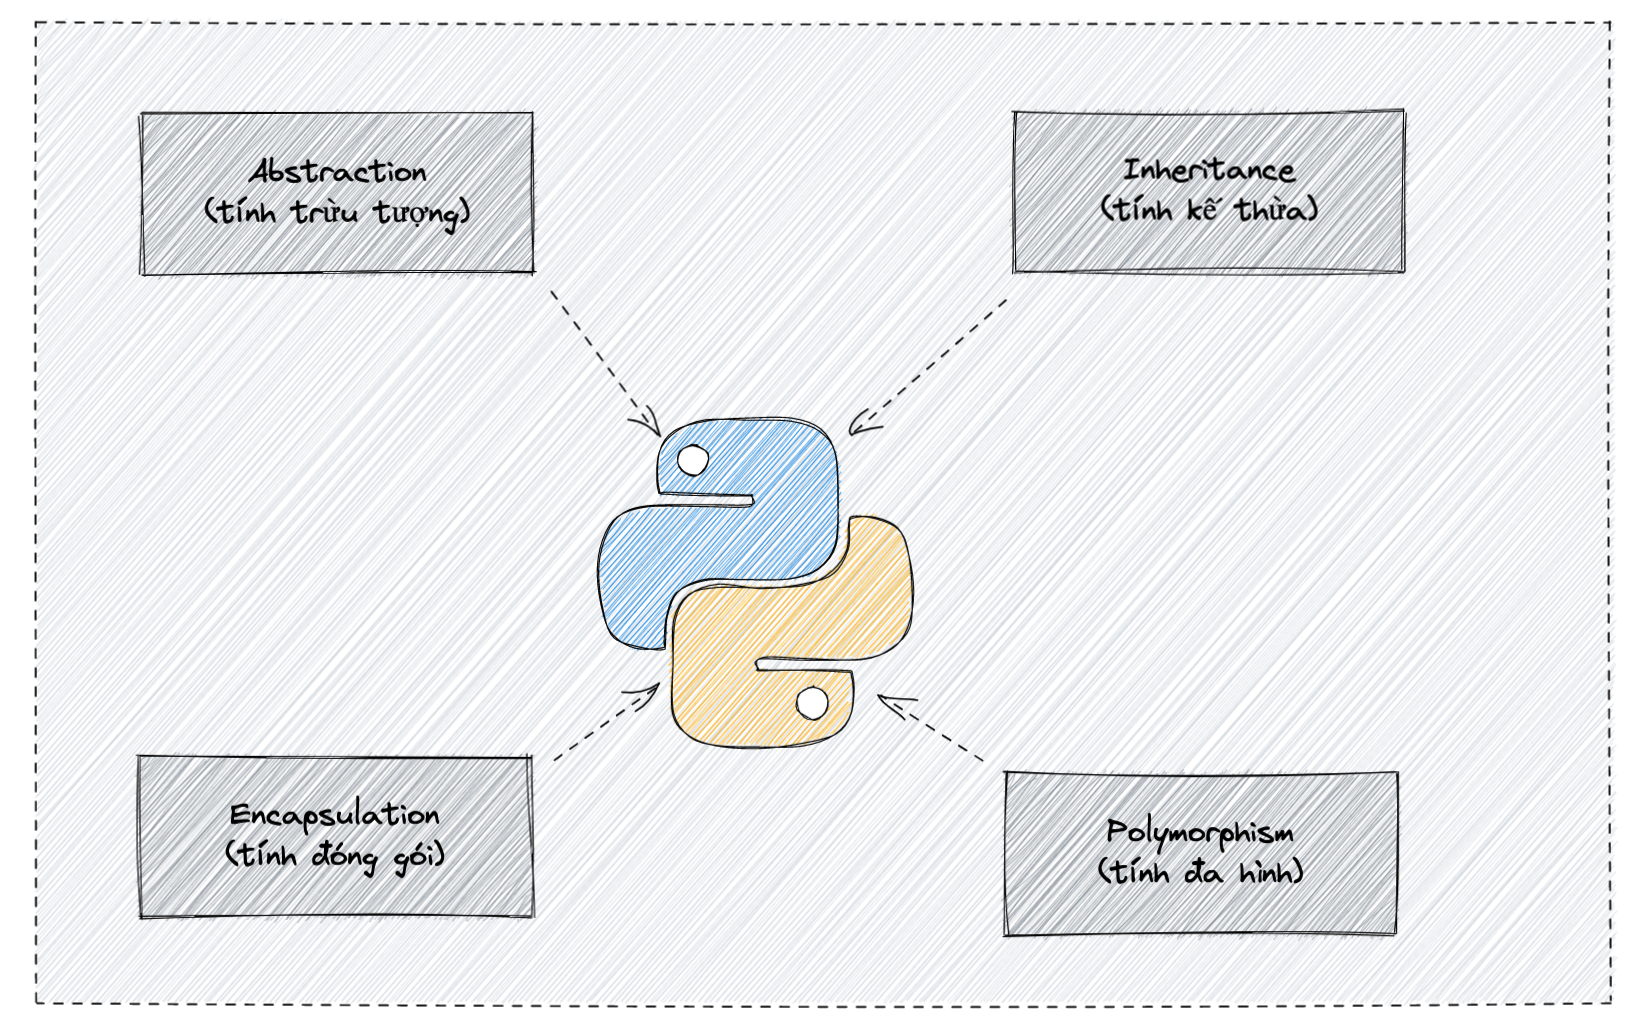 Abstraction
(tính trừu tượng)
Inheritance
(tính kế thừa)
Encapsulation
(tính đóng gói)
Polymorphism
(tính đa hình)